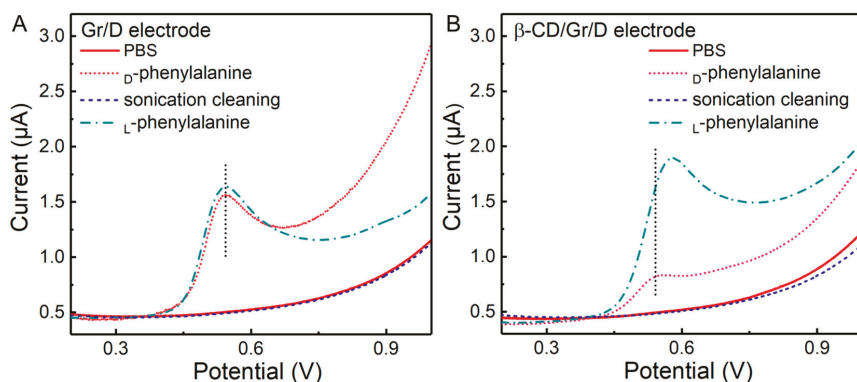 A
Gr/D electrode
PBS
D-phenylalanine
sonication cleaning
L-phenylalanine
Current (μA)
3.0
2.5
2.0
1.5
1.0
0.5
0.3
0.6
0.9
Potential (V)
B
β-CD/Gr/D electrode
PBS
D-phenylalanine
sonication cleaning
L-phenylalanine
Current (μA)
3.0
2.5
2.0
1.5
1.0
0.5
0.3
0.6
0.9
Potential (V)